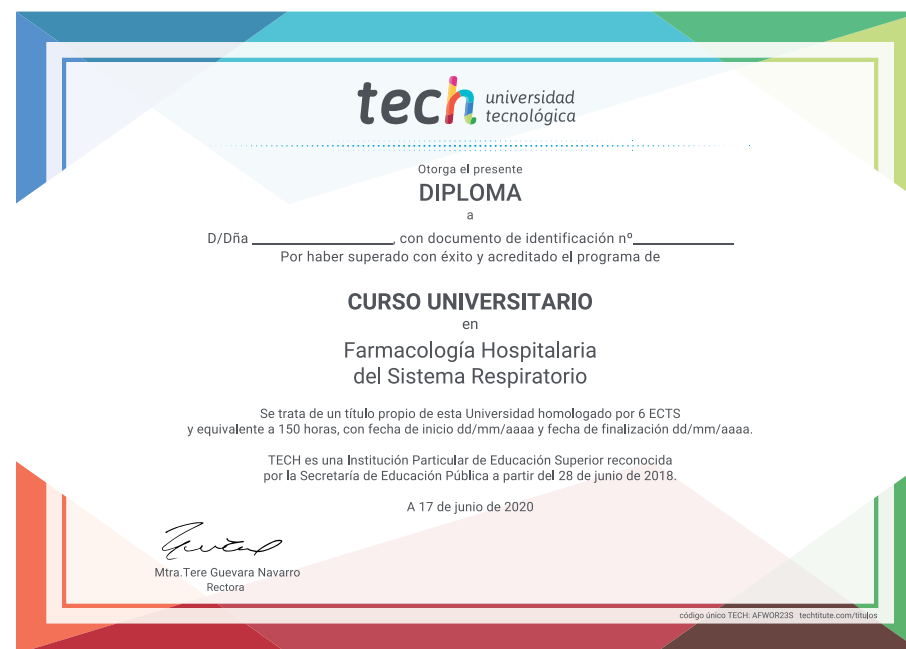 tech universidad
tecnológica
Otorga el presente
DIPLOMA
a
D/Dña ____________________, con documento de identificación nº______________
Por haber superado con éxito y acreditado el programa de
CURSO UNIVERSITARIO
en
Farmacología Hospitalaria
del Sistema Respiratorio
Se trata de un título propio de esta Universidad homologado por 6 ECTS
y equivalente a 150 horas, con fecha de inicio dd/mm/aaaa y fecha de finalización dd/mm/aaaa.
TECH es una Institución Particular de Educación Superior reconocida
por la Secretaría de Educación Pública a partir del 28 de junio de 2018.
A 17 de junio de 2020
Mtra.Tere Guevara Navarro
Rectora
código único TECH: AFWOR23S techtitute.com/titulos